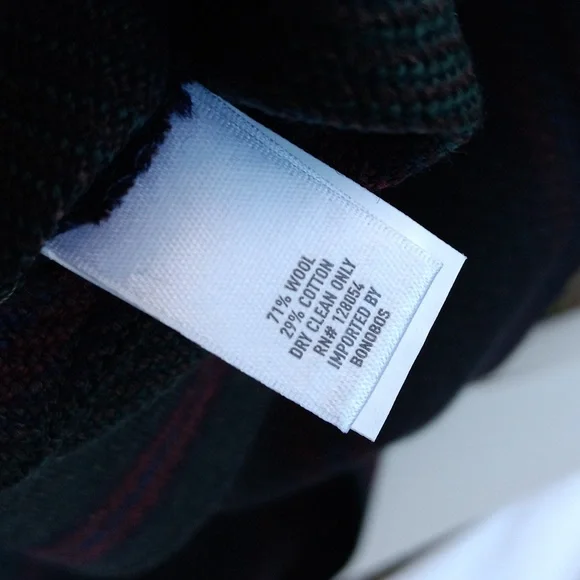 71% WOOL
29% COTTON
DRY CLEAN ONLY
RN# 128054
IMPORTED BY
BONOBOS